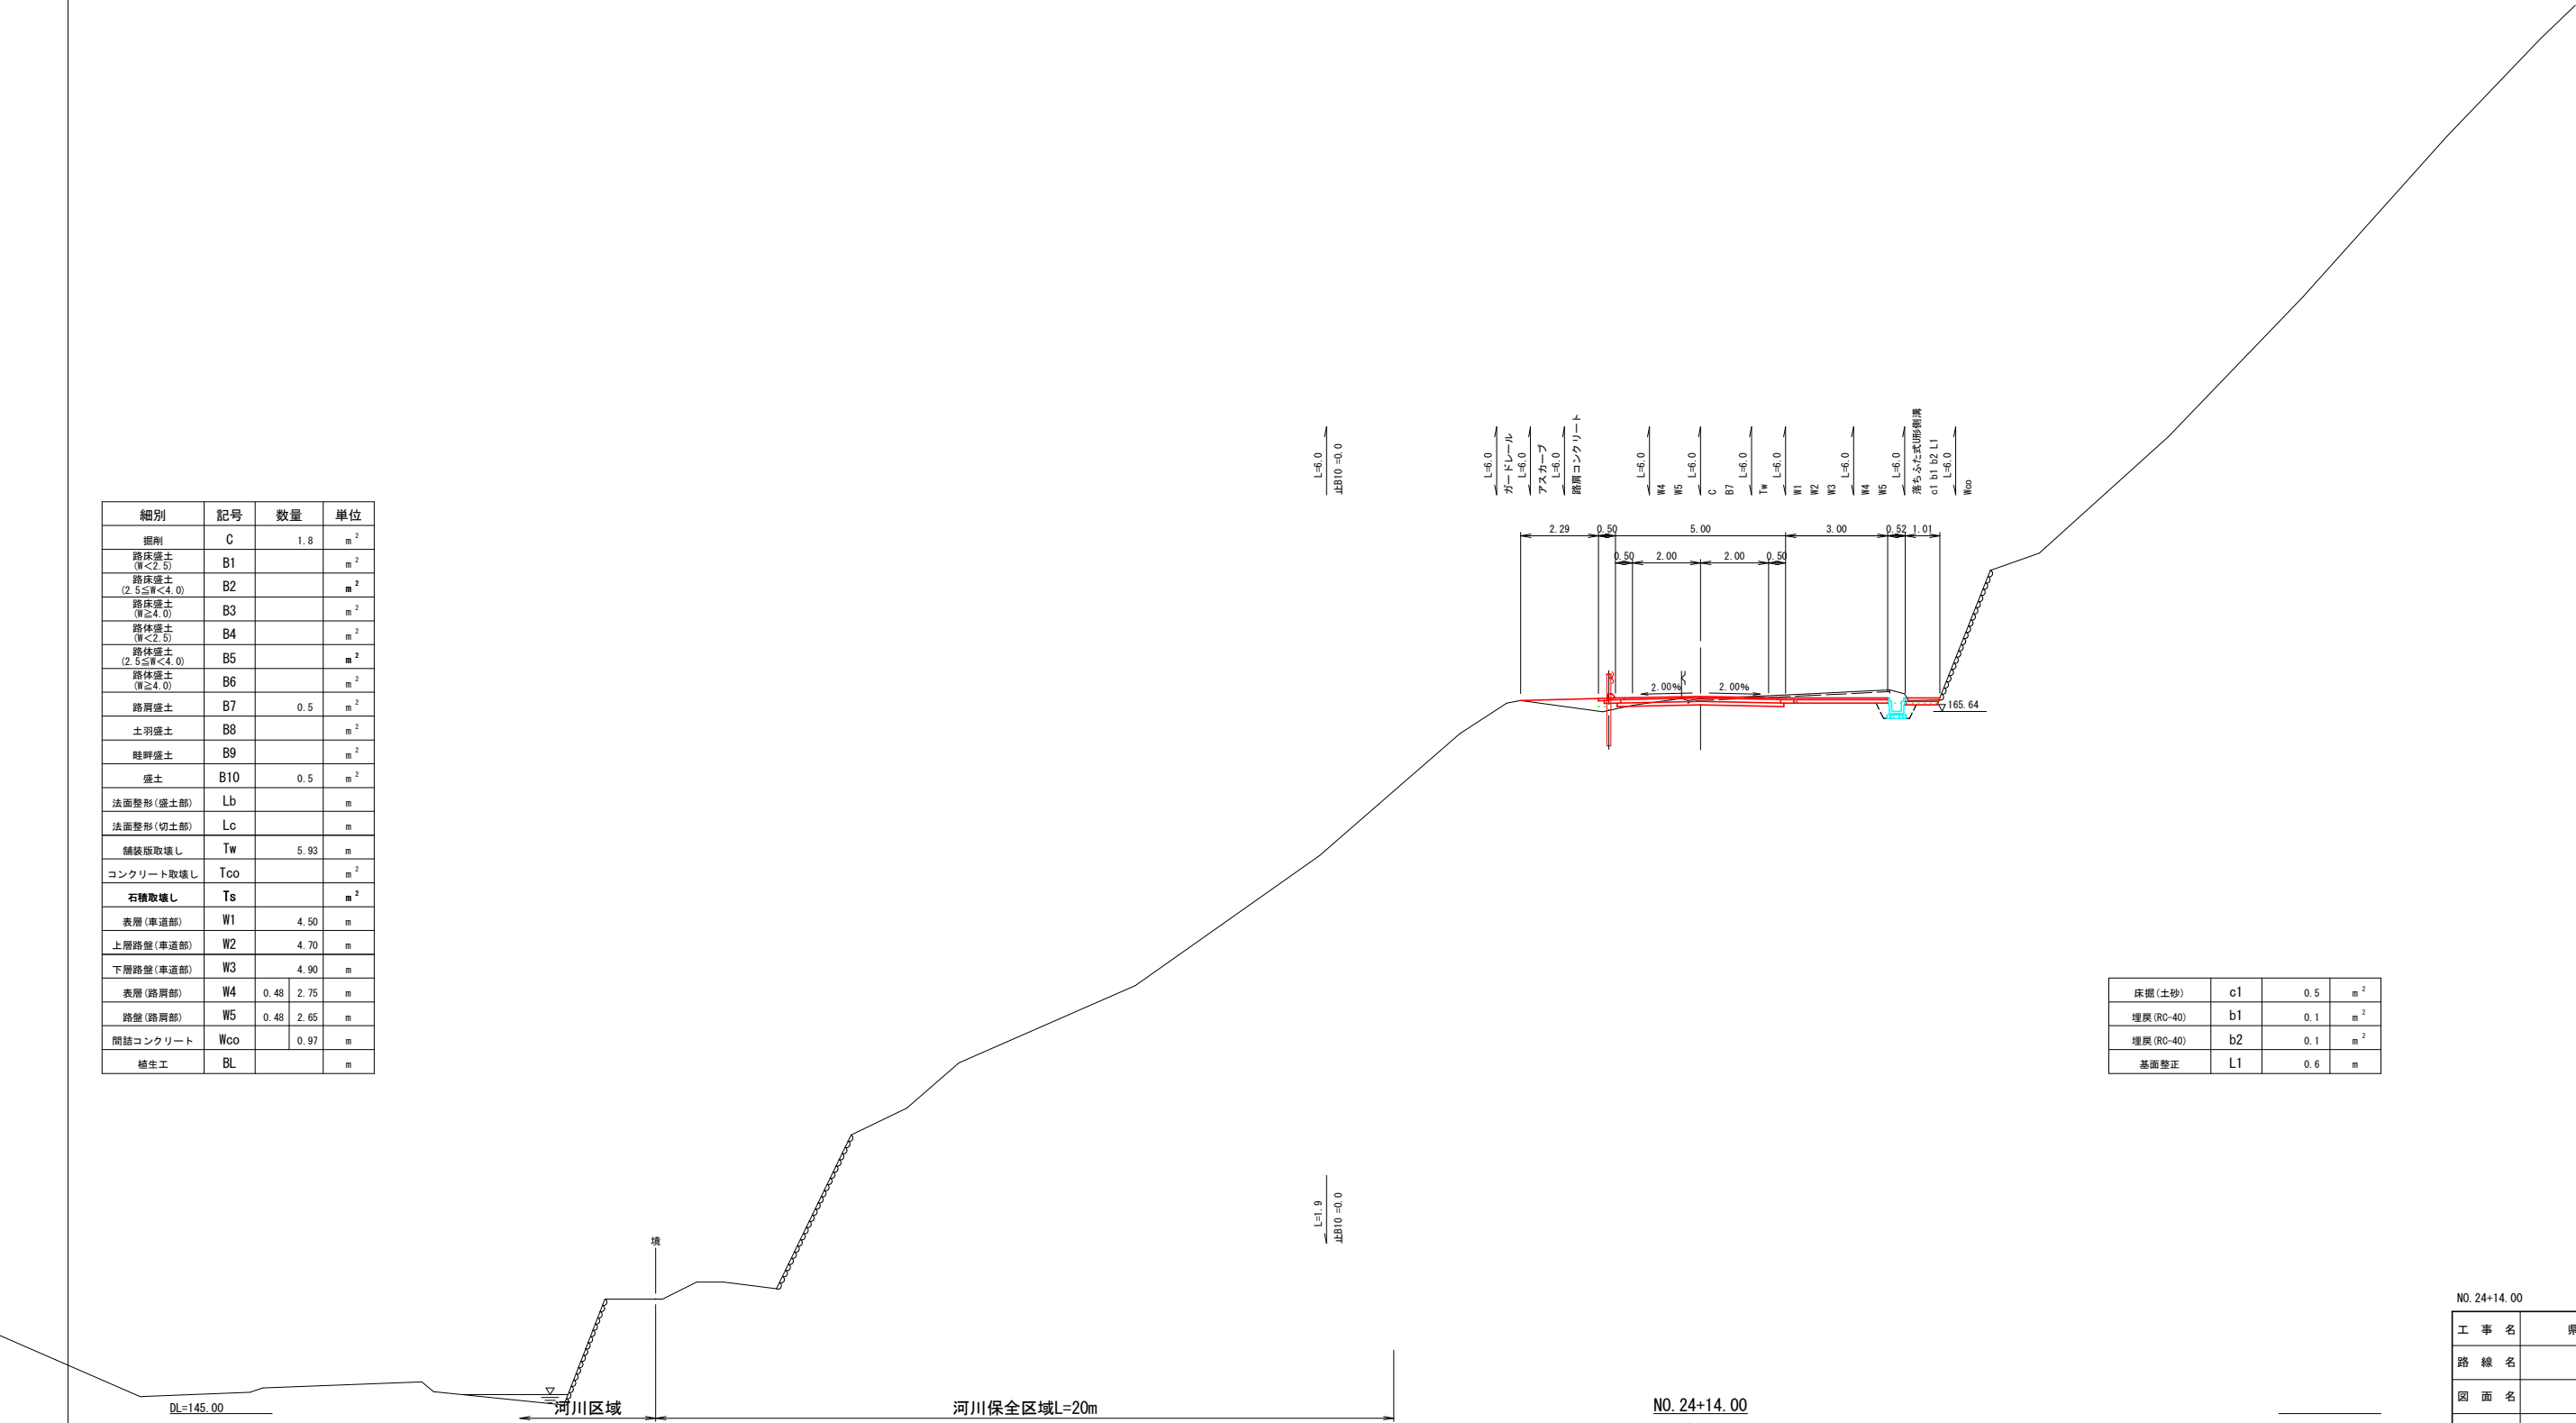 L=6.0
止B10 =0.0
L=6.0
ガードレール
L=6.0
アスカーブ
L=6.0
路肩コンクリート
L=6.0
W4
W5
L=6.0
C
B7
L=6.0
Tw
L=6.0
W1
W2
W3
L=6.0
W4
W5
L=6.0
落ちふた式U形側溝
c1 b1 b2 L1
L=6.0
Wco
2.29 0.50 5.00 3.00 0.52 1.01
0.50 2.00 2.00 0.50
2.00% 2.00%
165.64
細別 記号 数量 単位
掘削 C 1.8 m2
路床盛土
(W<2.5) B1 m2
路床盛土
(2.5≦W<4.0) B2 m2
路床盛土
(W≧4.0) B3 m2
路体盛土
(W<2.5) B4 m2
路体盛土
(2.5≦W<4.0) B5 m2
路体盛土
(W≧4.0) B6 m2
路肩盛土 B7 0.5 m2
土羽盛土 B8 m2
畦畔盛土 B9 m2
盛土 B10 0.5 m2
法面整形(盛土部) Lb m
法面整形(切土部) Lc m
舗装版取壊し Tw 5.93 m
コンクリート取壊し Tco m2
石積取壊し Ts m2
表層(車道部) W1 4.50 m
上層路盤(車道部) W2 4.70 m
下層路盤(車道部) W3 4.90 m
表層(路肩部) W4 0.48 2.75 m
路盤(路肩部) W5 0.48 2.65 m
間詰コンクリート Wco 0.97 m
植生工 BL m
床掘(土砂) c1 0.5 m2
埋戻(RC-40) b1 0.1 m2
埋戻(RC-40) b2 0.1 m2
基面整正 L1 0.6 m
L=1.9
止B10 =0.0
境
DL=145.00
河川区域
河川保全区域L=20m
NO.24+14.00
NO.24+14.00
工事名 県
路線名
図面名